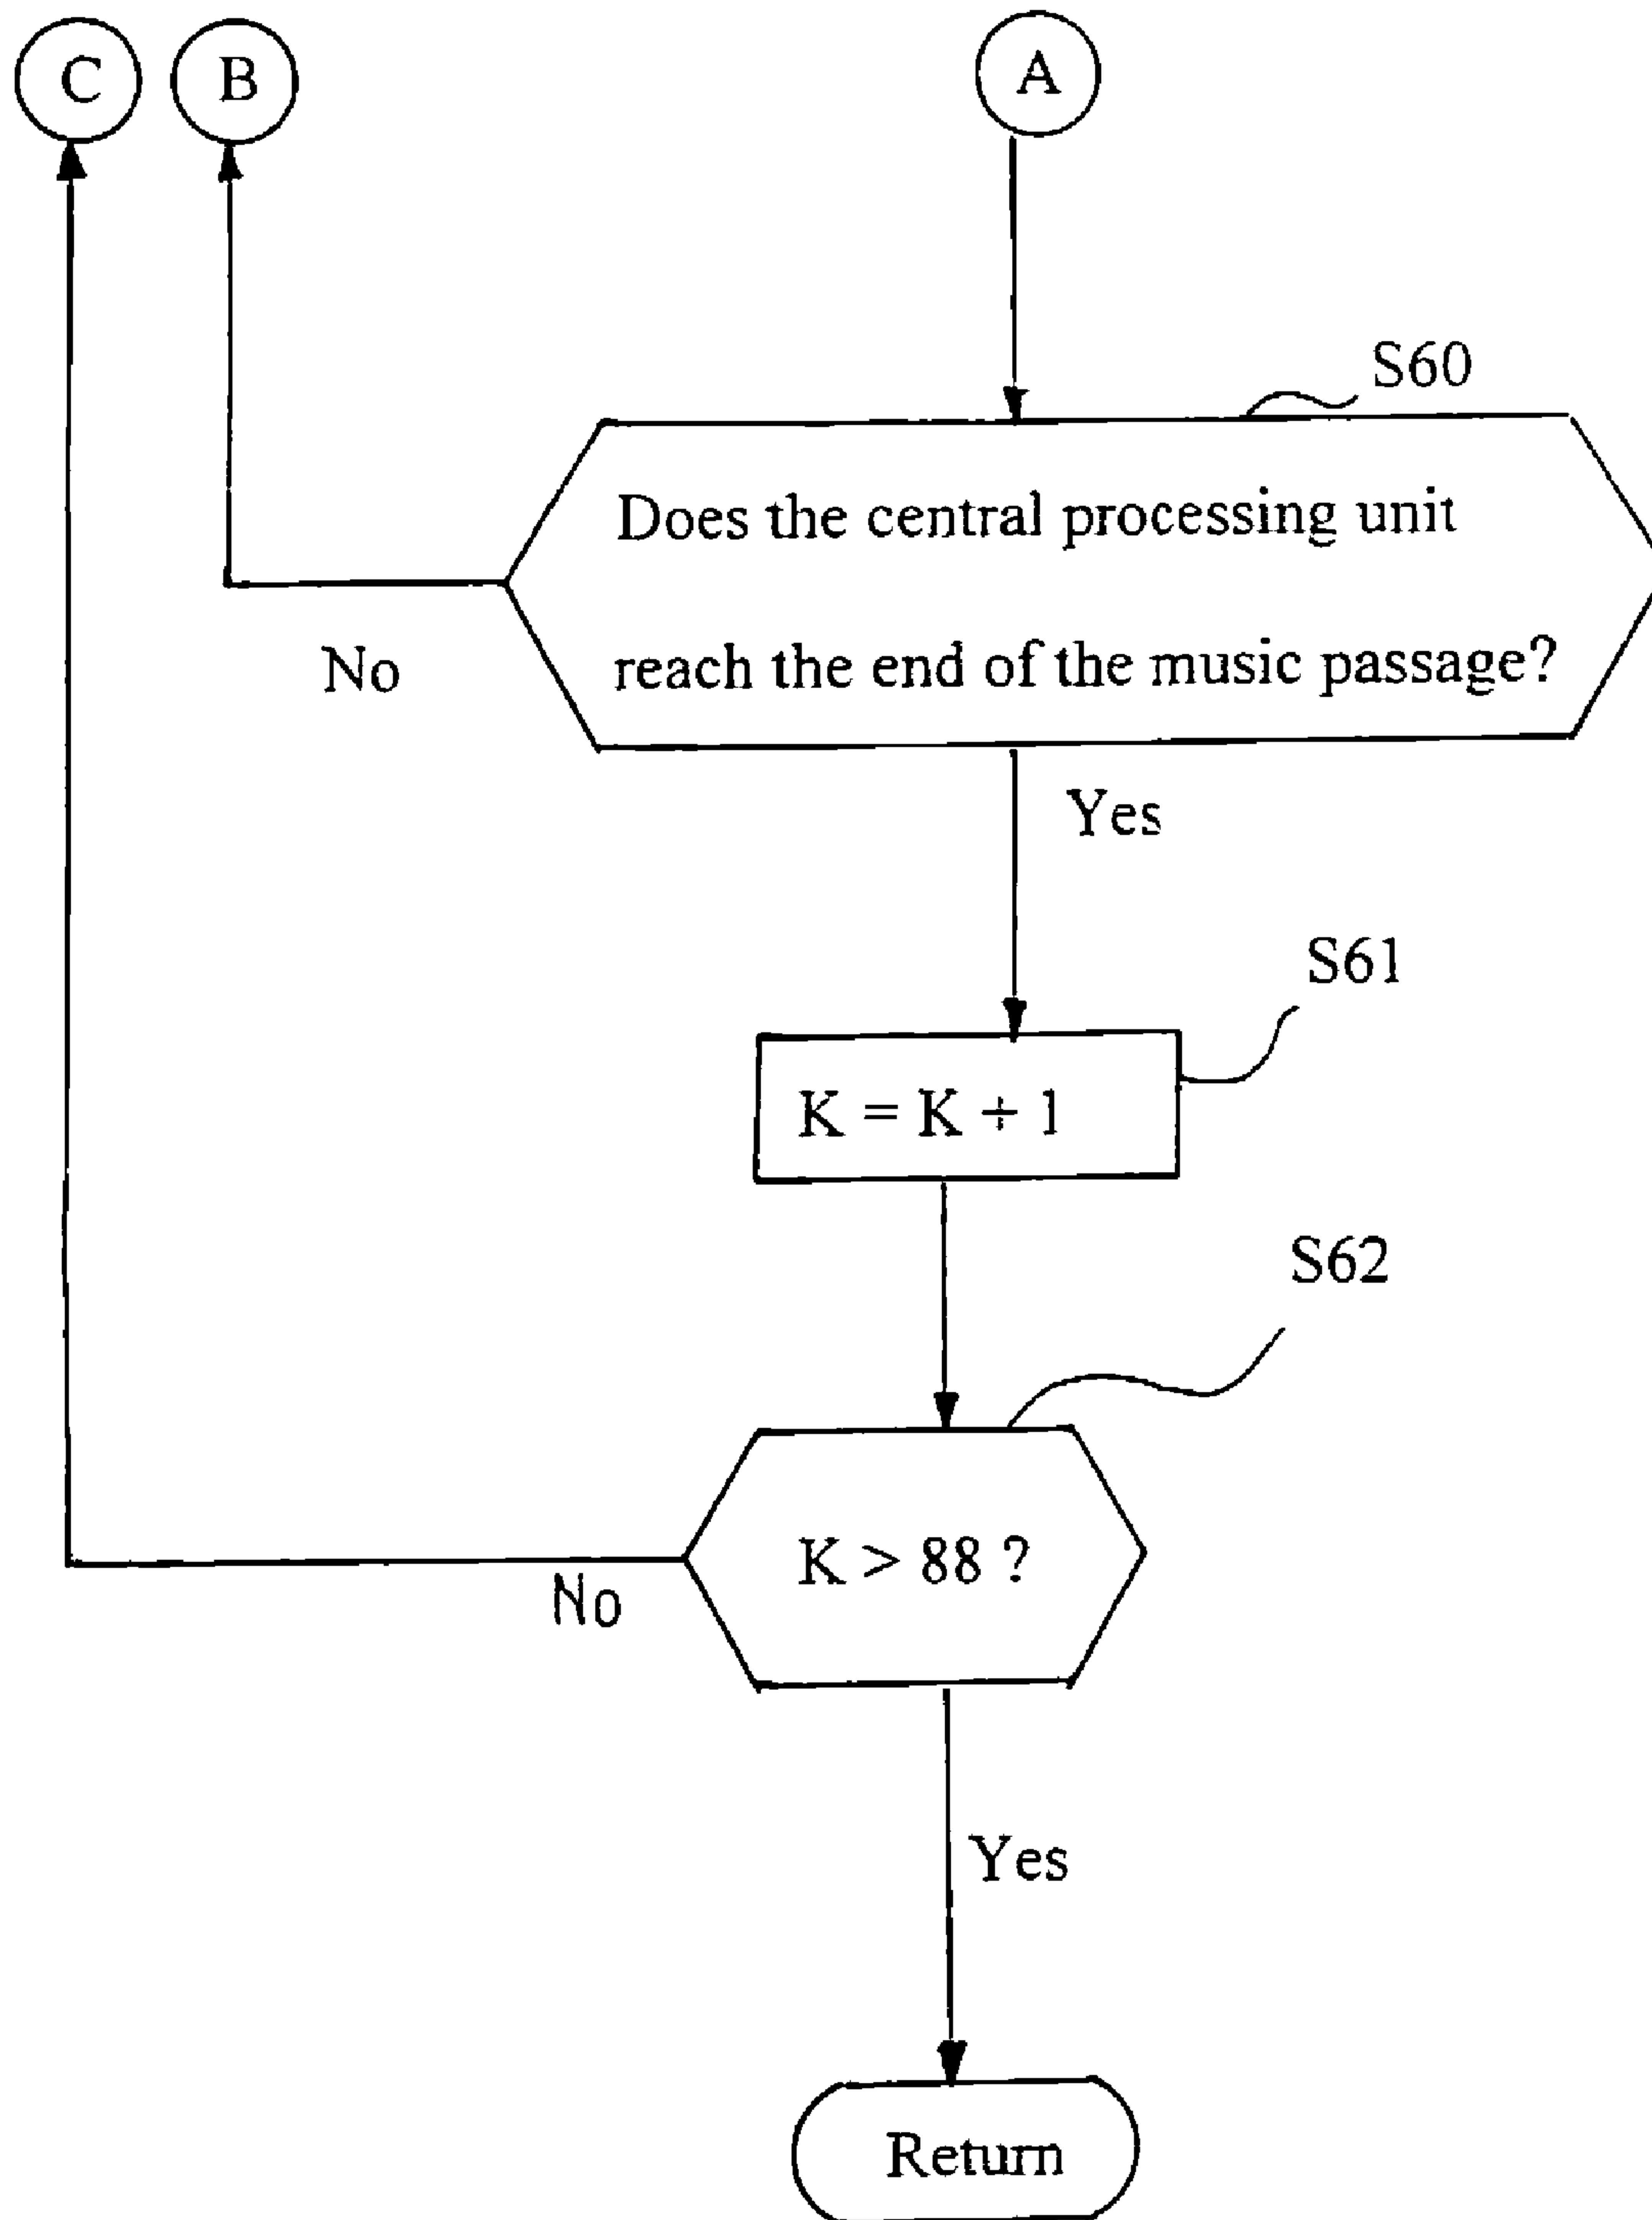 C
B
A
S60
Does the central processing unit
reach the end of the music passage?
No
Yes
S61
K = K + 1
S62
K > 88 ?
No
Yes
Return